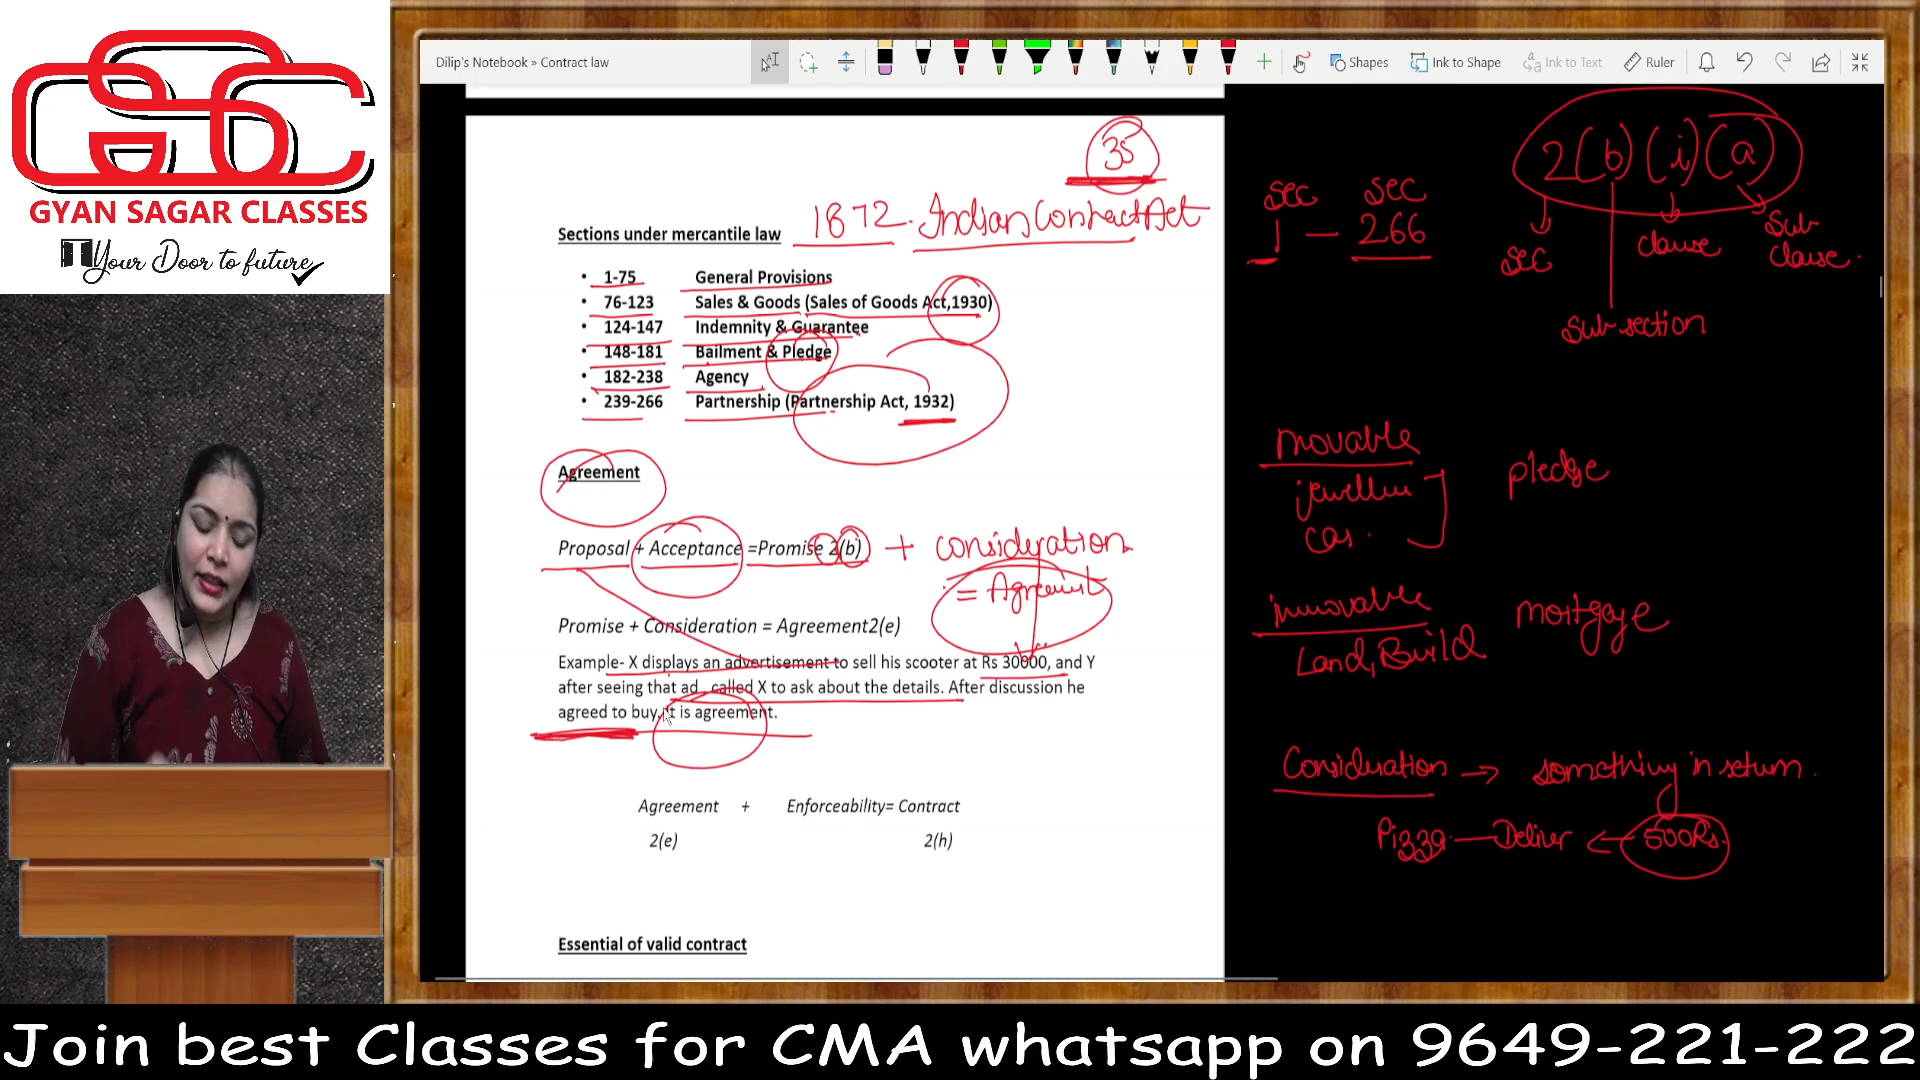 GSC
GYAN SAGAR CLASSES
Your Door to future
Dilip's Notebook » Contract law
Shapes
Ink to Shape
Ink to Text
Ruler
35
1872. Indian Contract Act
Sections under mercantile law
• 1-75 General Provisions
• 76-123 Sales & Goods (Sales of Goods Act,1930)
• 124-147 Indemnity & Guarantee
• 148-181 Bailment & Pledge
• 182-238 Agency
• 239-266 Partnership (Partnership Act, 1932)
Agreement
Proposal + Acceptance =Promise 2(b) + consideration
= Agreement
Promise + Consideration = Agreement2(e)
Example- X displays an advertisement to sell his scooter at Rs 30000, and Y
after seeing that ad , called X to ask about the details. After discussion he
agreed to buy, it is agreement.
Agreement + Enforceability= Contract
2(e) 2(h)
Essential of valid contract
Sec Sec
1 — 266
2(b)(i)(a)
Sec
clause
Sub
clause.
Sub section
movable
jewellery
car.
pledge
immovable
Land, Build
mortgage
Consideration → something in return.
Pizza — Deliver ← 500Rs.
Join best Classes for CMA whatsapp on 9649-221-222